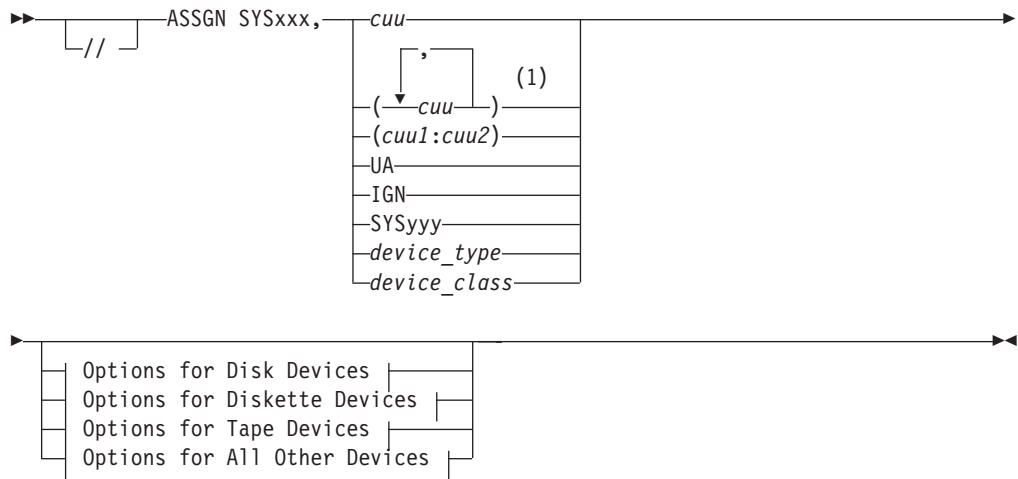 ASSGN SYSxxx, cuu
//
,
(1)
( cuu )
(cuu1:cuu2)
UA
IGN
SYSyyy
device_type
device_class
Options for Disk Devices
Options for Diskette Devices
Options for Tape Devices
Options for All Other Devices